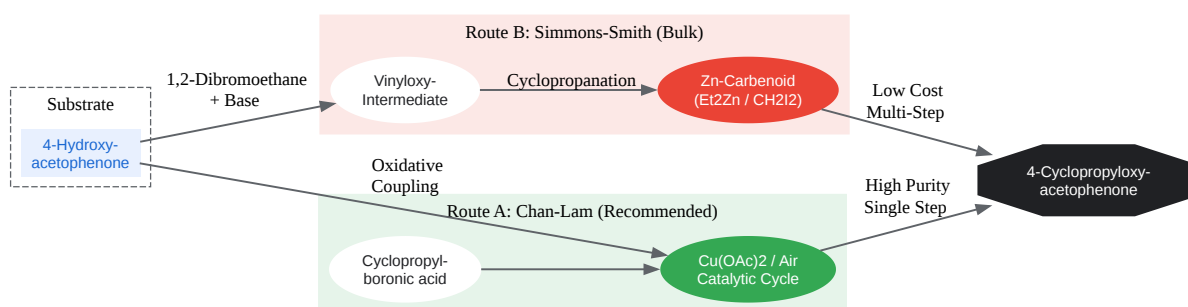 Route B: Simmons-Smith (Bulk)
1,2-Dibromoethane
+ Base
Vinyloxy-
Intermediate
Cyclopropanation
Zn-Carbenoid
(Et2Zn / CH2I2)
Low Cost
Multi-Step
Substrate
4-Hydroxy-
acetophenone
Oxidative
Coupling
4-Cyclopropyloxy-
acetophenone
High Purity
Single Step
Route A: Chan-Lam (Recommended)
Cyclopropyl-
boronic acid
Cu(OAc)2 / Air
Catalytic Cycle